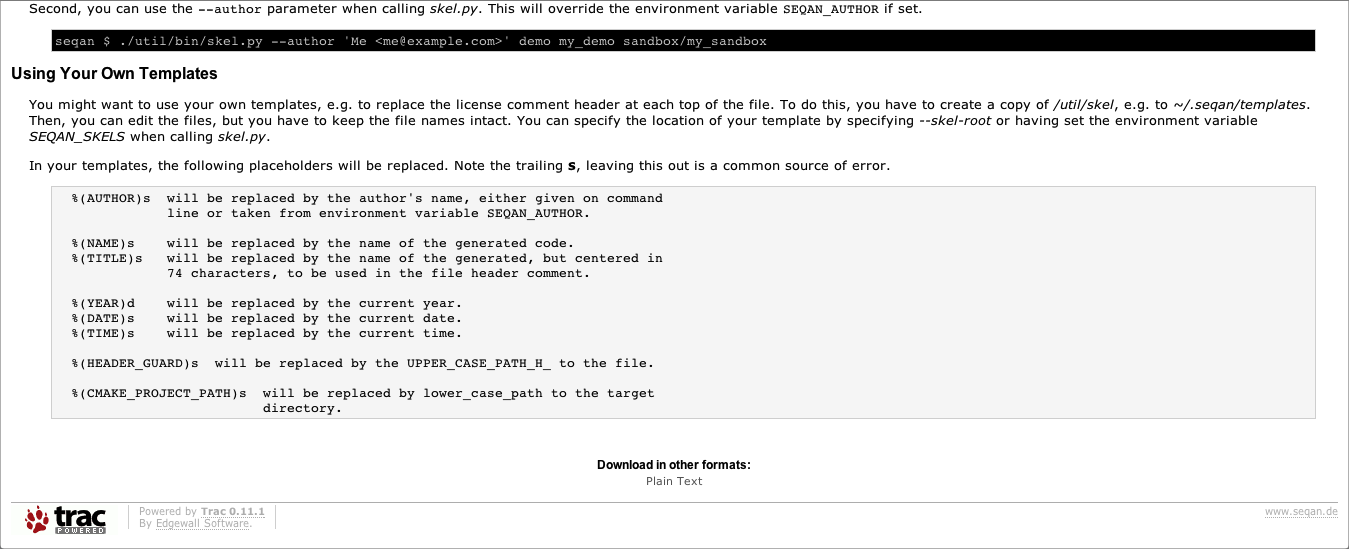 Second, you can use the --author parameter when calling skel.py. This will override the environment variable SEQAN_AUTHOR if set.
seqan $ ./util/bin/skel.py --author 'Me <me@example.com>' demo my_demo sandbox/my_sandbox
Using Your Own Templates
You might want to use your own templates, e.g. to replace the license comment header at each top of the file. To do this, you have to create a copy of /util/skel, e.g. to ~/.seqan/templates.
Then, you can edit the files, but you have to keep the file names intact. You can specify the location of your template by specifying --skel-root or having set the environment variable
SEQAN_SKELS when calling skel.py.
In your templates, the following placeholders will be replaced. Note the trailing s, leaving this out is a common source of error.
%(AUTHOR)s  will be replaced by the author's name, either given on command
line or taken from environment variable SEQAN_AUTHOR.
%(NAME)s    will be replaced by the name of the generated code.
%(TITLE)s   will be replaced by the name of the generated, but centered in
74 characters, to be used in the file header comment.
%(YEAR)d    will be replaced by the current year.
%(DATE)s    will be replaced by the current date.
%(TIME)s    will be replaced by the current time.
%(HEADER_GUARD)s  will be replaced by the UPPER_CASE_PATH_H_ to the file.
%(CMAKE_PROJECT_PATH)s  will be replaced by lower_case_path to the target
directory.
Download in other formats:
Plain Text
trac
POWERED
Powered by Trac 0.11.1
By Edgewall Software.
www.seqan.de